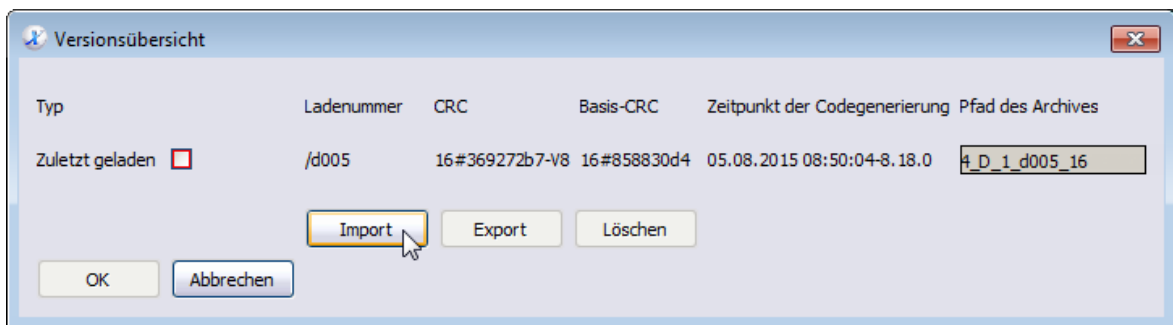 Versionsübersicht
Typ Ladenummer CRC Basis-CRC Zeitpunkt der Codegenerierung Pfad des Archives
Zuletzt geladen /d005 16#369272b7-V8 16#858830d4 05.08.2015 08:50:04-8.18.0 4_D_1_d005_16
Import Export Löschen
OK Abbrechen